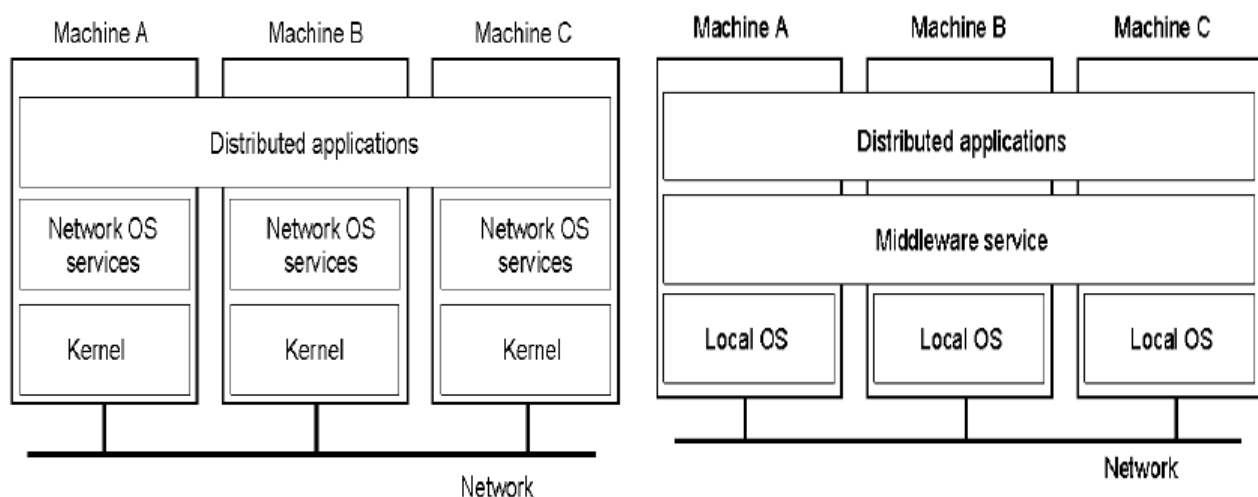 Machine A
Machine B
Machine C
Distributed applications
Network OS
services
Network OS
services
Network OS
services
Kernel
Kernel
Kernel
Network
Machine A
Machine B
Machine C
Distributed applications
Middleware service
Local OS
Local OS
Local OS
Network